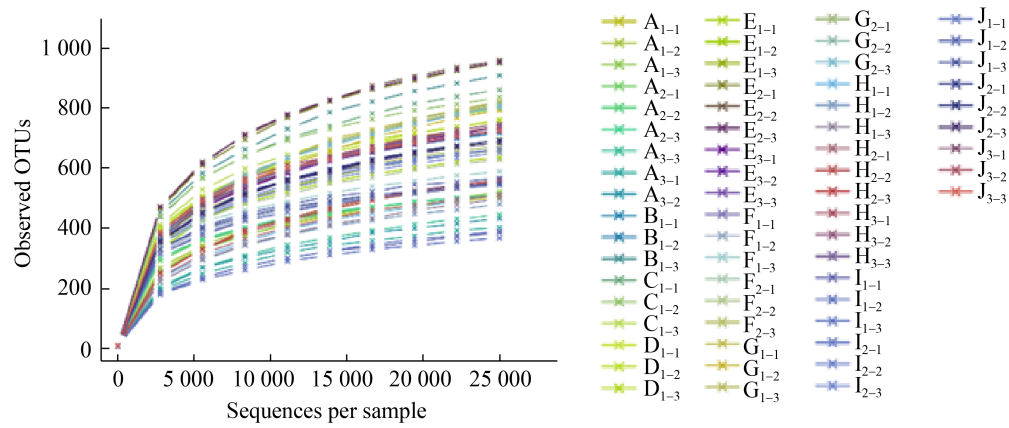 1 000
800
600
400
200
0
Observed OTUs
0 5 000 10 000 15 000 20 000 25 000
Sequences per sample
A1–1
A1–2
A1–3
A2–1
A2–2
A2–3
A3–3
A3–1
A3–2
B1–1
B1–2
B1–3
C1–1
C1–2
C1–3
D1–1
D1–2
D1–3
E1–1
E1–2
E1–3
E2–1
E2–2
E2–3
E3–1
E3–2
E3–3
F1–1
F1–2
F1–3
F2–1
F2–2
F2–3
G1–1
G1–2
G1–3
G2–1
G2–2
G2–3
H1–1
H1–2
H1–3
H2–1
H2–2
H2–3
H3–1
H3–2
H3–3
I1–1
I1–2
I1–3
I2–1
I2–2
I2–3
J1–1
J1–2
J1–3
J2–1
J2–2
J2–3
J3–1
J3–2
J3–3